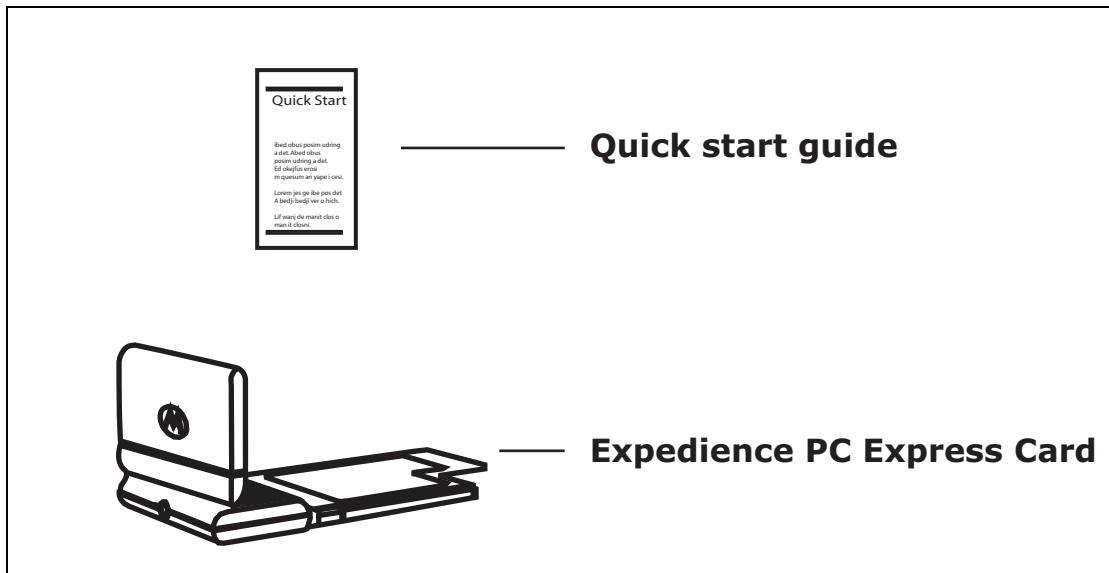 Quick Start
ibed obus posim udring
a det. Abed obus
posim udring a det.
Ed okejfus erosi
m quesum an yape i cesi.
Lorem jes ge ibe pos det
A bedji bedji ver o hich.
Lif wanj de manit clos o
man it closni.
Quick start guide
Expedience PC Express Card